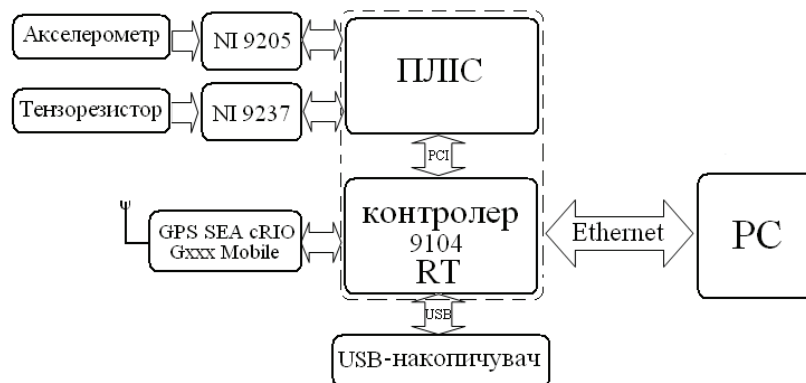 Акселерометр
NI 9205
ПЛІС
Тензорезистор
NI 9237
PCI
GPS SEA cRIO
Gxxx Mobile
контролер
9104
RT
Ethernet
PC
USB
USB-накопичувач